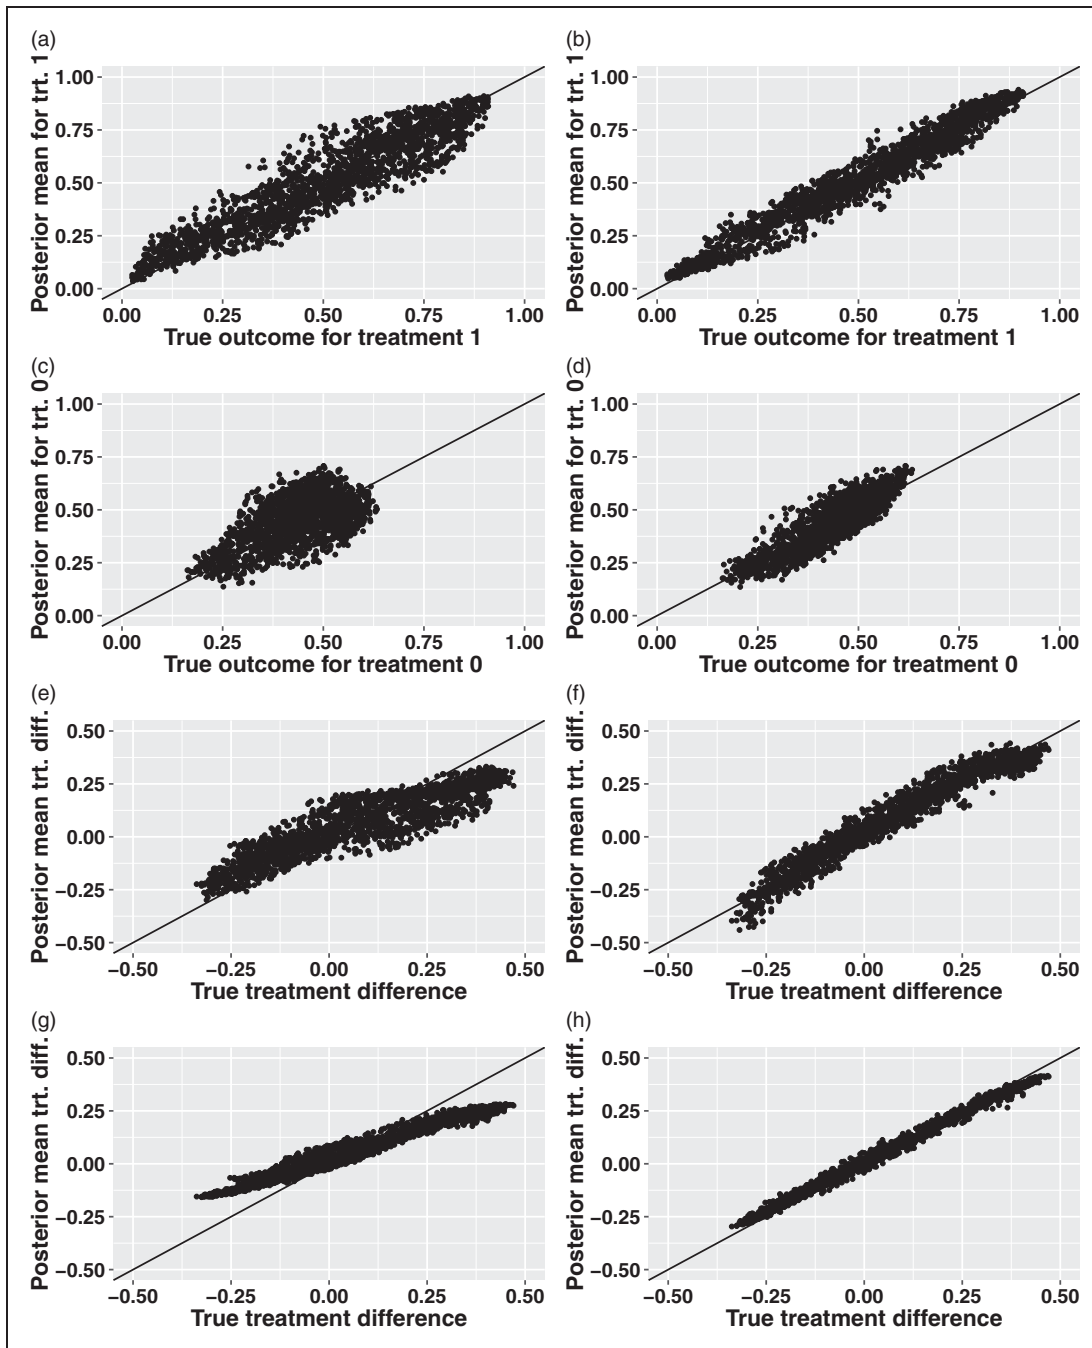 (a)
Posterior mean for trt. 1
1.00
0.75
0.50
0.25
0.00
0.00 0.25 0.50 0.75 1.00
True outcome for treatment 1
(b)
Posterior mean for trt. 1
1.00
0.75
0.50
0.25
0.00
0.00 0.25 0.50 0.75 1.00
True outcome for treatment 1
(c)
Posterior mean for trt. 0
1.00
0.75
0.50
0.25
0.00
0.00 0.25 0.50 0.75 1.00
True outcome for treatment 0
(d)
Posterior mean for trt. 0
1.00
0.75
0.50
0.25
0.00
0.00 0.25 0.50 0.75 1.00
True outcome for treatment 0
(e)
Posterior mean trt. diff.
0.50
0.25
0.00
−0.25
−0.50
−0.50 −0.25 0.00 0.25 0.50
True treatment difference
(f)
Posterior mean trt. diff.
0.50
0.25
0.00
−0.25
−0.50
−0.50 −0.25 0.00 0.25 0.50
True treatment difference
(g)
Posterior mean trt. diff.
0.50
0.25
0.00
−0.25
−0.50
−0.50 −0.25 0.00 0.25 0.50
True treatment difference
(h)
Posterior mean trt. diff.
0.50
0.25
0.00
−0.25
−0.50
−0.50 −0.25 0.00 0.25 0.50
True treatment difference